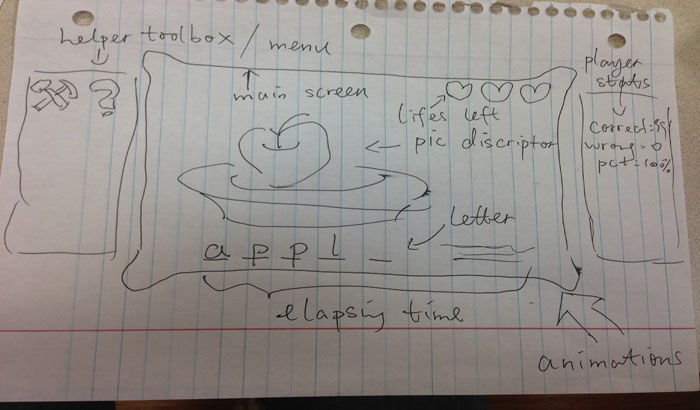 helper toolbox / menu
player
stats
main screen
?
lifes left
pic discriptor
correct =
wrong = 0
pct = 100%
letter
a p p l _
elapsing time
animations